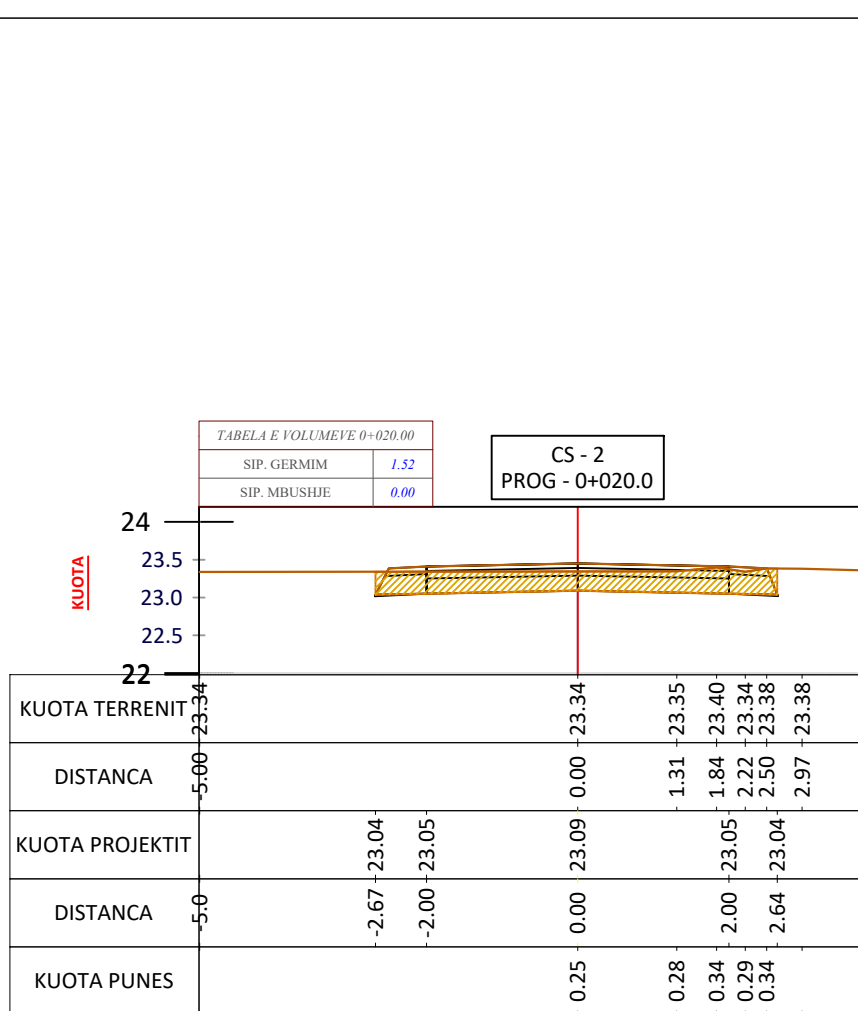 TABELA E VOLUMEVE 0+020.00
SIP. GERMIM 1.52
SIP. MBUSHJE 0.00
CS - 2
PROG - 0+020.0
KUOTA
24
23.5
23.0
22.5
22
KUOTA TERRENIT 23.34 23.34 23.35 23.40 23.34 23.38 23.38
DISTANCA -5.00 0.00 1.31 1.84 2.22 2.50 2.97
KUOTA PROJEKTIT 23.04 23.05 23.09 23.05 23.04
DISTANCA -5.0 -2.67 -2.00 0.00 2.00 2.64
KUOTA PUNES 0.25 0.28 0.34 0.29 0.34